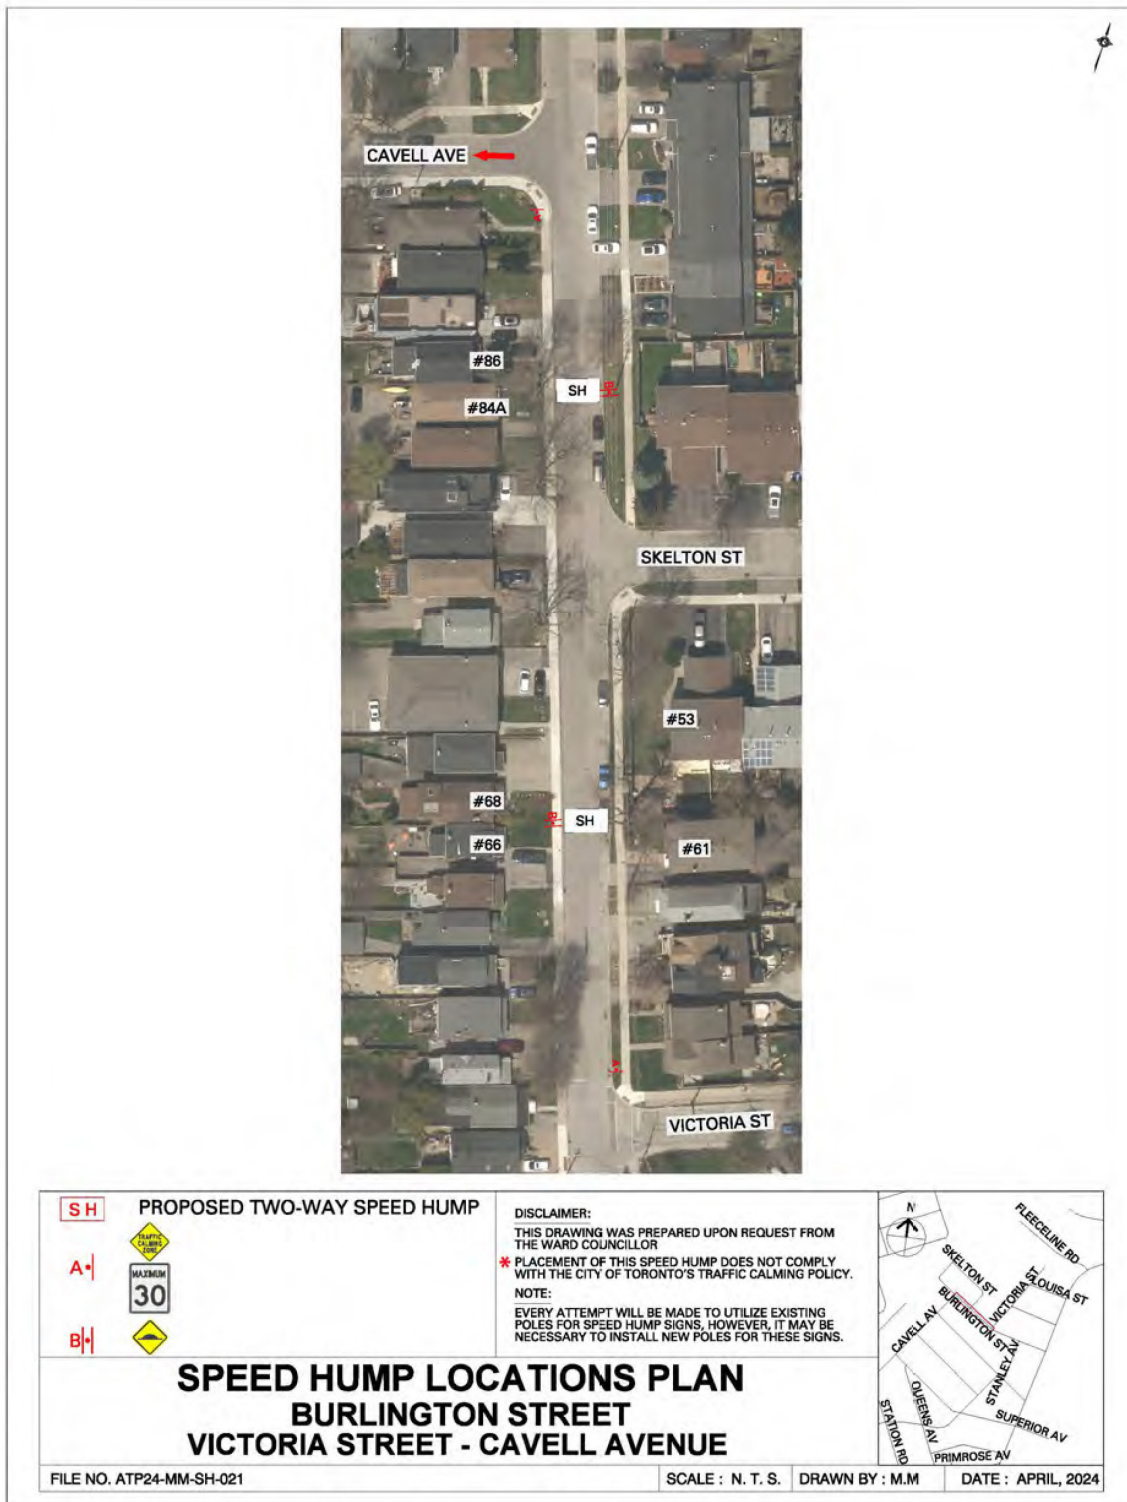 CAVELL AVE
A
#86
SH
B
#84A
SKELTON ST
#53
#68
B
SH
#66
#61
A
VICTORIA ST
SH PROPOSED TWO-WAY SPEED HUMP
TRAFFIC
CALMING
ZONE
A
MAXIMUM
30
B
DISCLAIMER:
THIS DRAWING WAS PREPARED UPON REQUEST FROM
THE WARD COUNCILLOR
* PLACEMENT OF THIS SPEED HUMP DOES NOT COMPLY
WITH THE CITY OF TORONTO'S TRAFFIC CALMING POLICY.
NOTE:
EVERY ATTEMPT WILL BE MADE TO UTILIZE EXISTING
POLES FOR SPEED HUMP SIGNS, HOWEVER, IT MAY BE
NECESSARY TO INSTALL NEW POLES FOR THESE SIGNS.
N
FLEECELINE RD
SKELTON ST
VICTORIA ST
LOUISA ST
BURLINGTON ST
CAVELL AV
STANLEY AV
QUEENS AV
SUPERIOR AV
STATION RD
PRIMROSE AV
SPEED HUMP LOCATIONS PLAN
BURLINGTON STREET
VICTORIA STREET - CAVELL AVENUE
FILE NO. ATP24-MM-SH-021
SCALE : N. T. S.
DRAWN BY : M.M
DATE : APRIL, 2024